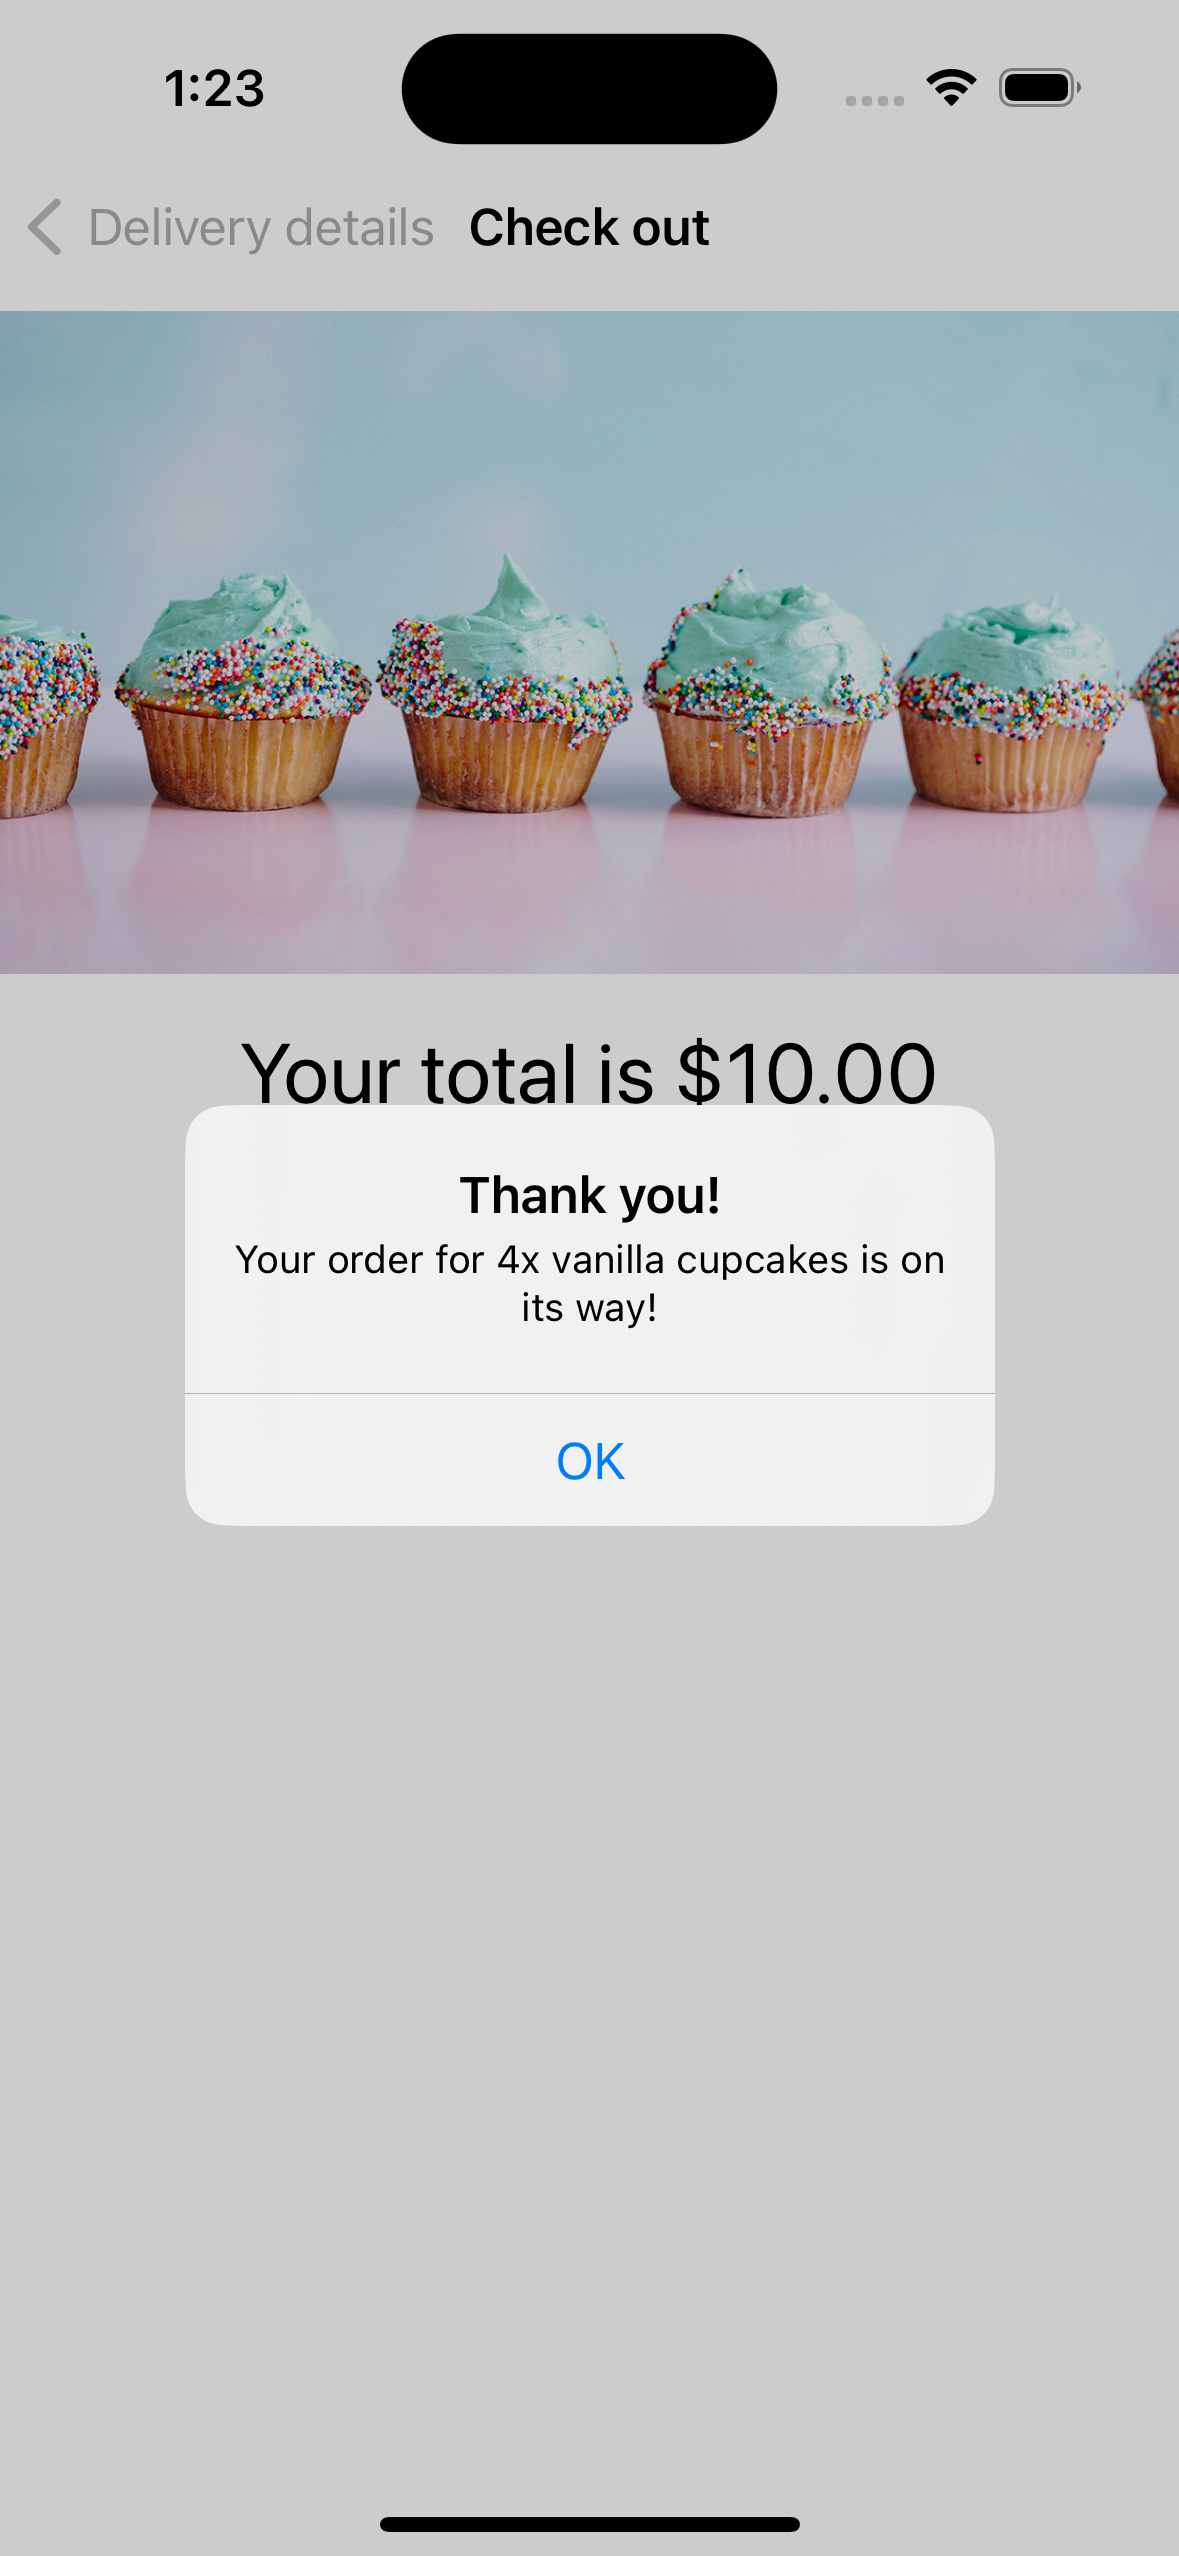 1:23
Delivery details Check out
Your total is $10.00
Thank you!
Your order for 4x vanilla cupcakes is on
its way!
OK